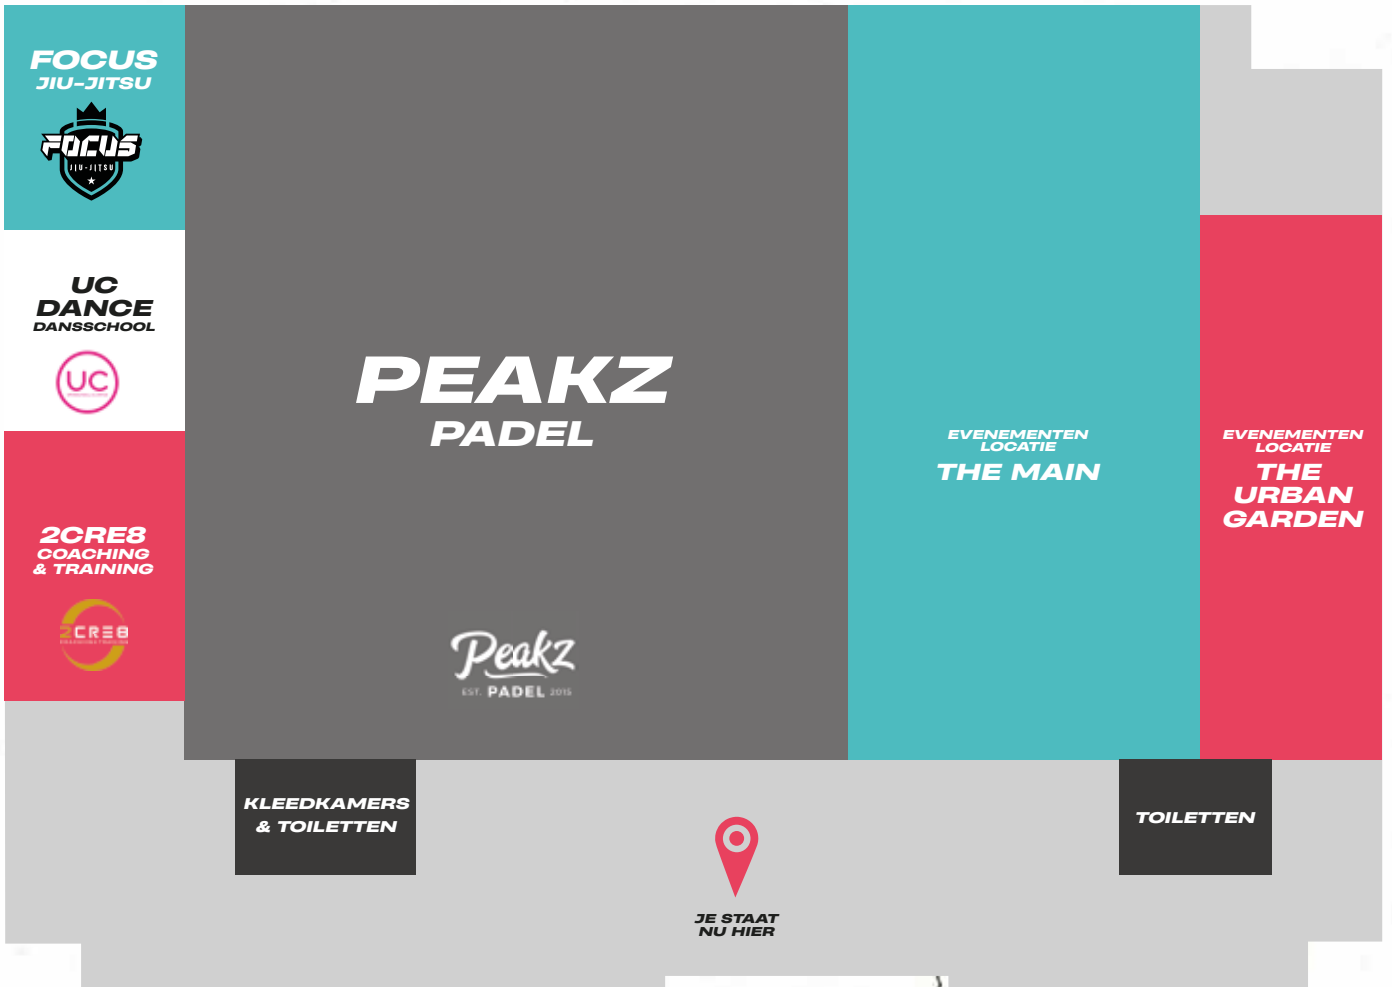 FOCUS
JIU-JITSU
FOCUS
JIU-JITSU
UC
DANCE
DANSSCHOOL
UC
2CRE8
COACHING
& TRAINING
2CRE8
PEAKZ
PADEL
Peakz
EST. PADEL 2015
EVENEMENTEN
LOCATIE
THE MAIN
EVENEMENTEN
LOCATIE
THE
URBAN
GARDEN
KLEEDKAMERS
& TOILETTEN
TOILETTEN
JE STAAT
NU HIER